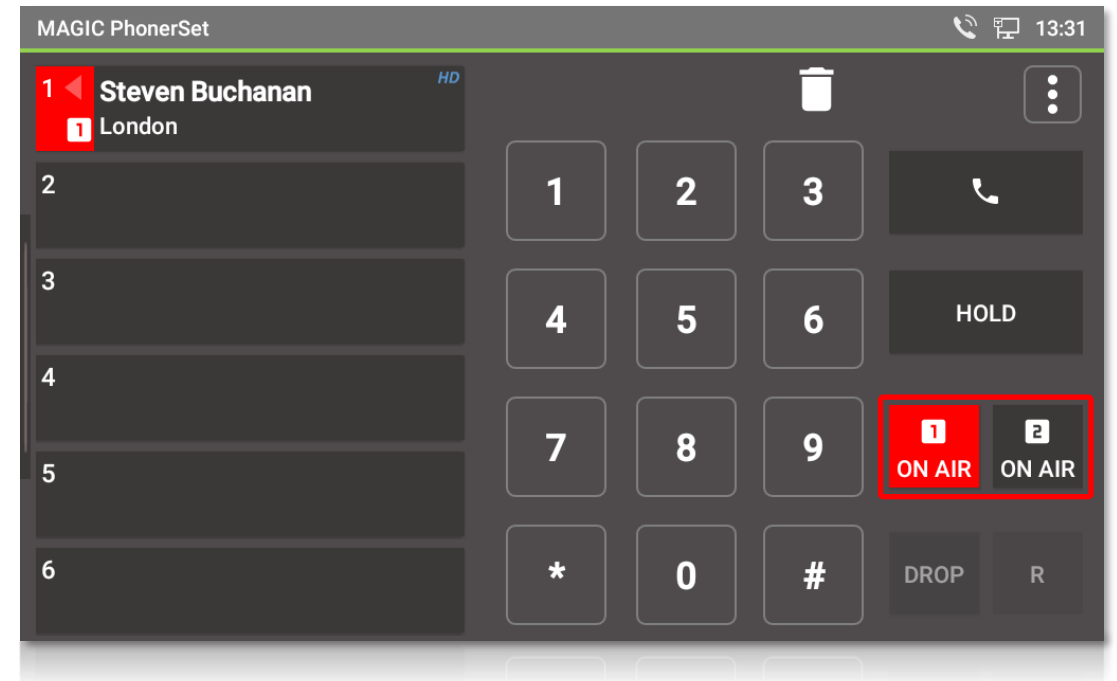 MAGIC PhonerSet
13:31
1
Steven Buchanan
HD
1
London
2
3
4
5
6
1 2 3
4 5 6
7 8 9
* 0 #
HOLD
1 2
ON AIR ON AIR
DROP R